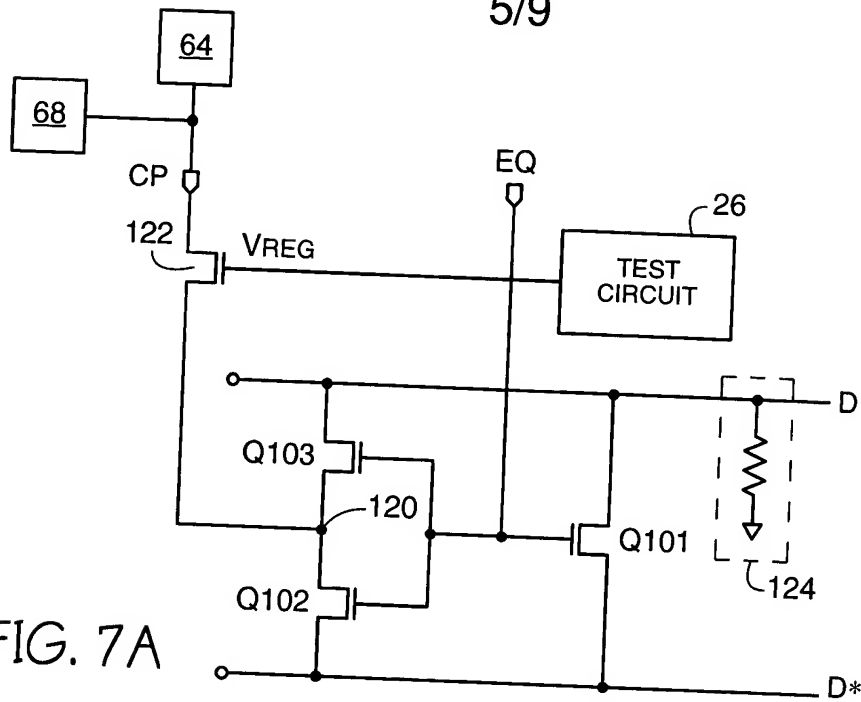 5/9
64
68
CP
EQ
26
122
VREG
TEST
CIRCUIT
D
Q103
120
Q101
124
Q102
FIG. 7A
D*